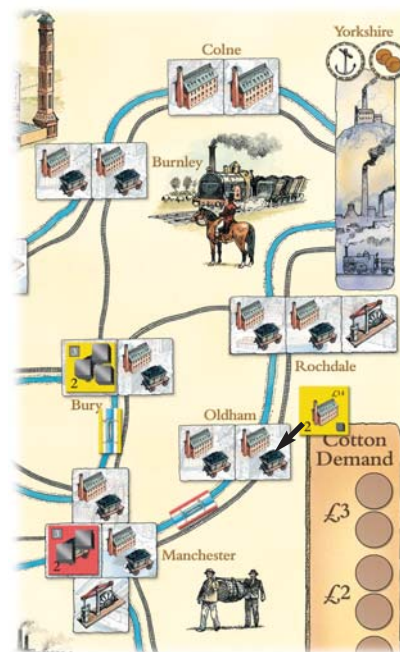 Yorkshire
Colne
Burnley
Rochdale
2
Bury
Oldham
£14
2
Cotton
Demand
£3
£2
Manchester
2